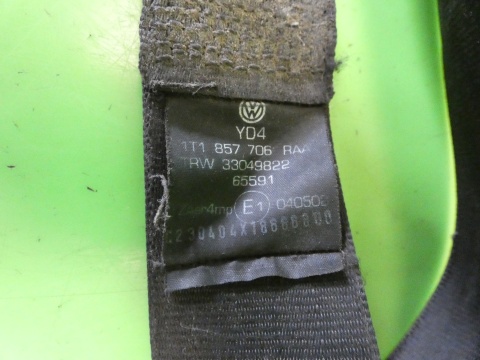 YD4
1T1 857 706 RAA
TRW 33049822
65591
E1 040502